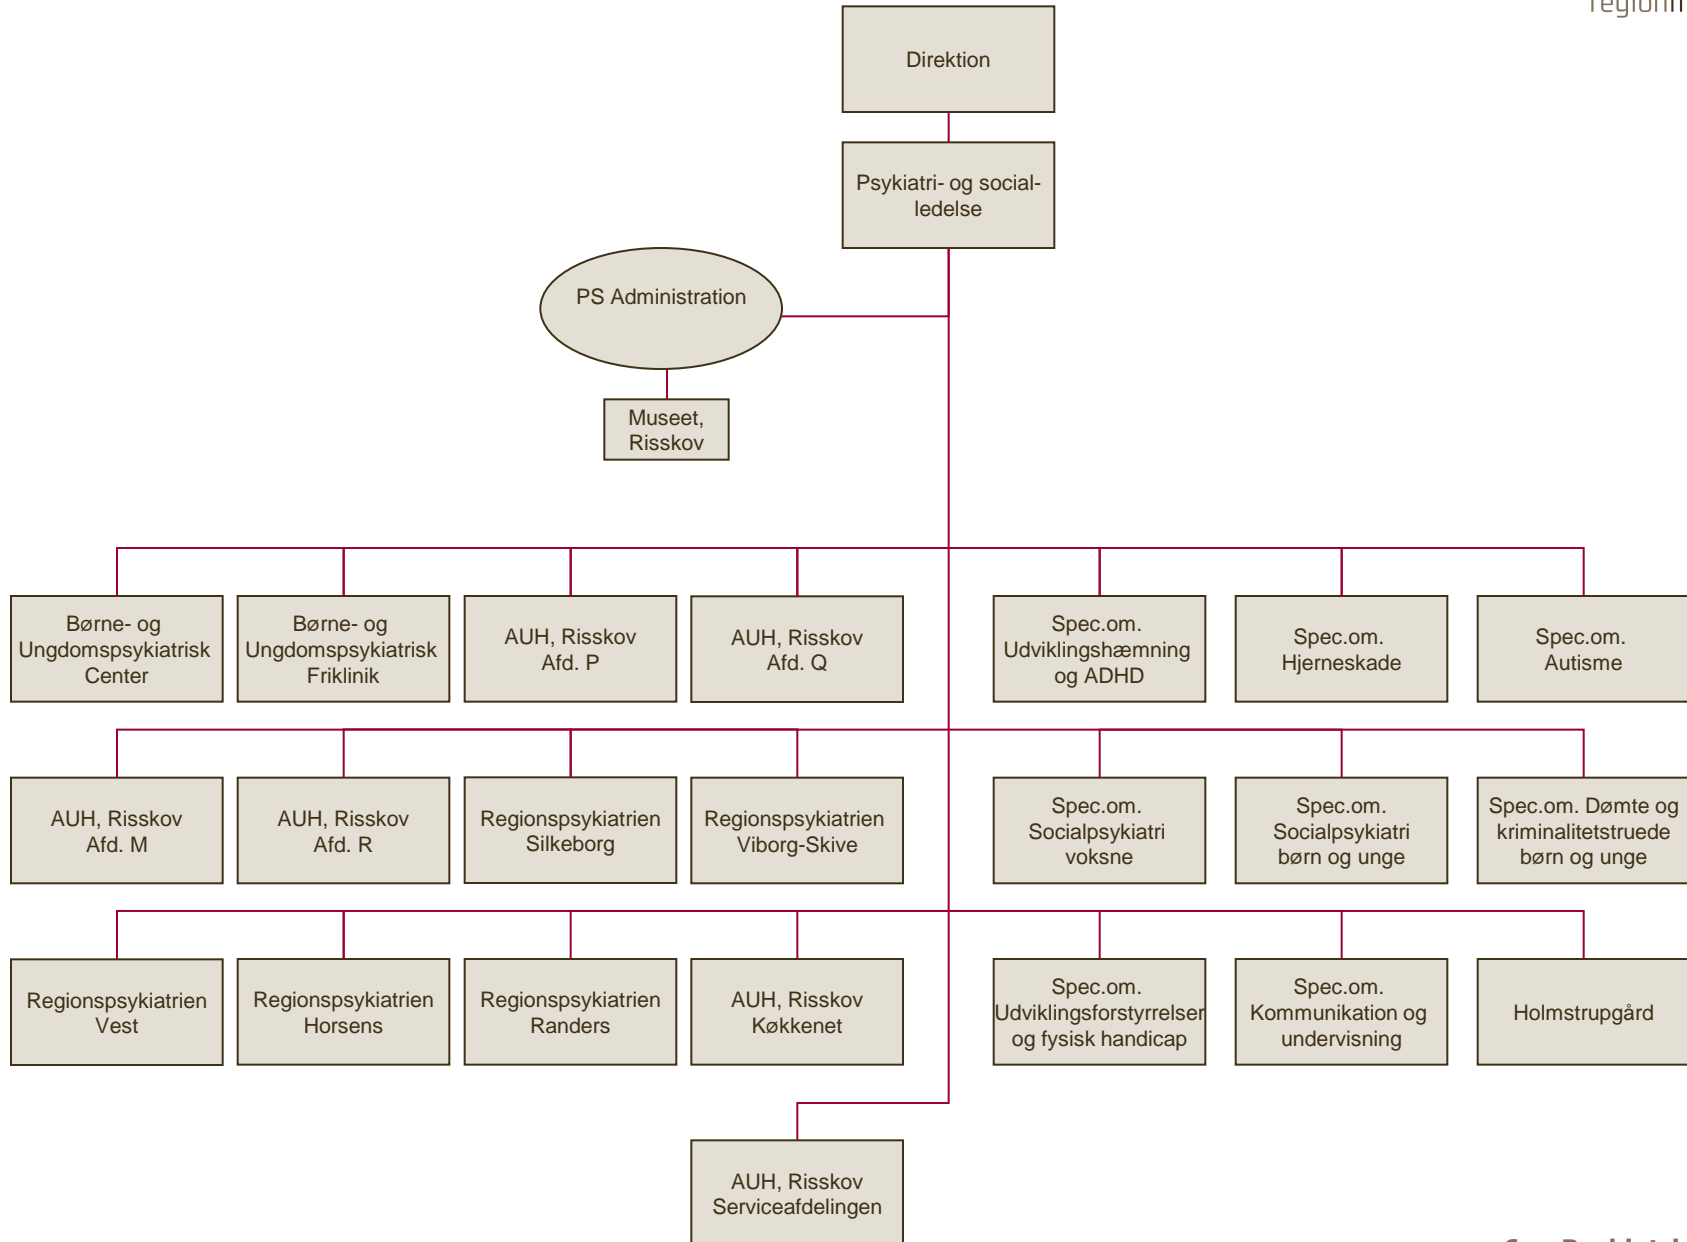 Direktion
Psykiatri- og social-
ledelse
PS Administration
Museet,
Risskov
Børne- og
Ungdomspsykiatrisk
Center
Børne- og
Ungdomspsykiatrisk
Friklinik
AUH, Risskov
Afd. P
AUH, Risskov
Afd. Q
Spec.om.
Udviklingshæmning
og ADHD
Spec.om.
Hjerneskade
Spec.om.
Autisme
AUH, Risskov
Afd. M
AUH, Risskov
Afd. R
Regionspsykiatrien
Silkeborg
Regionspsykiatrien
Viborg-Skive
Spec.om.
Socialpsykiatri
voksne
Spec.om.
Socialpsykiatri
børn og unge
Spec.om. Dømte og
kriminalitetstruede
børn og unge
Regionspsykiatrien
Vest
Regionspsykiatrien
Horsens
Regionspsykiatrien
Randers
AUH, Risskov
Køkkenet
Spec.om.
Udviklingsforstyrrelser
og fysisk handicap
Spec.om.
Kommunikation og
undervisning
Holmstrupgård
AUH, Risskov
Serviceafdelingen